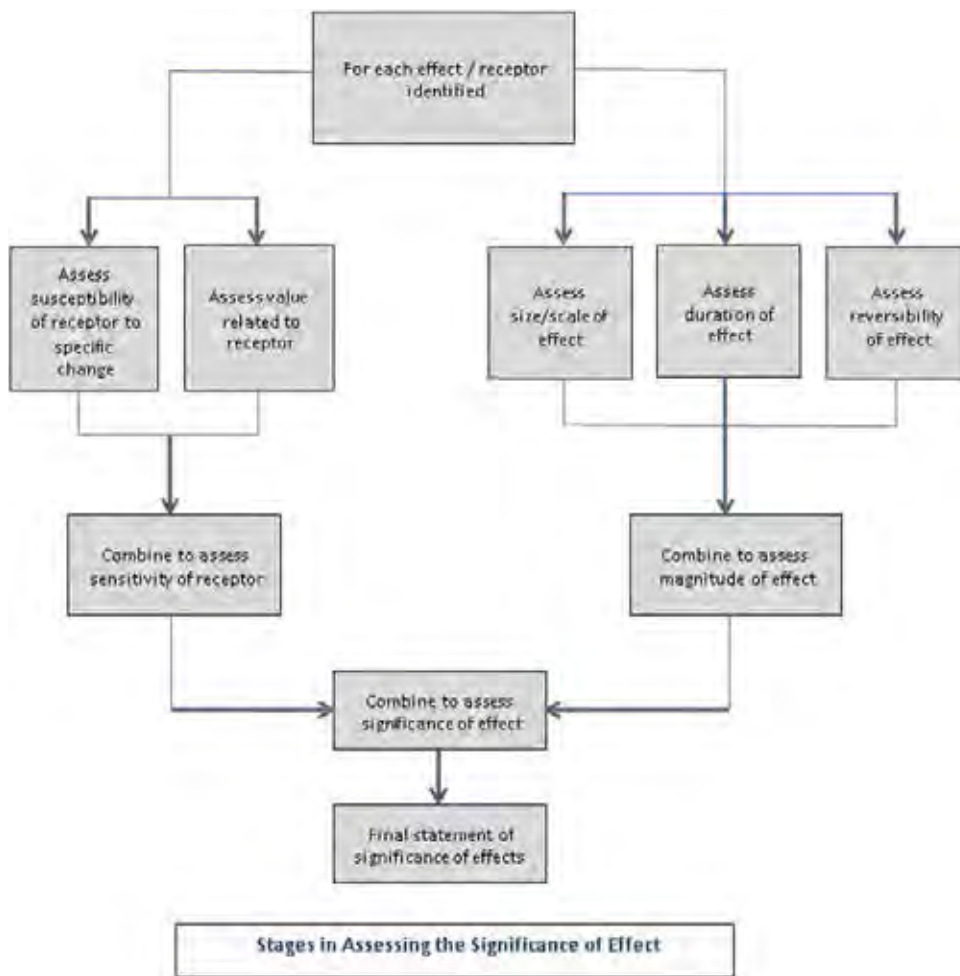 For each effect / receptor
identified
Assess
susceptibility
of receptor to
specific
change
Assess value
related to
receptor
Assess
size/scale of
effect
Assess
duration of
effect
Assess
reversibility
of effect
Combine to assess
sensitivity of receptor
Combine to assess
magnitude of effect
Combine to assess
significance of effect
Final statement of
significance of effects
Stages in Assessing the Significance of Effect